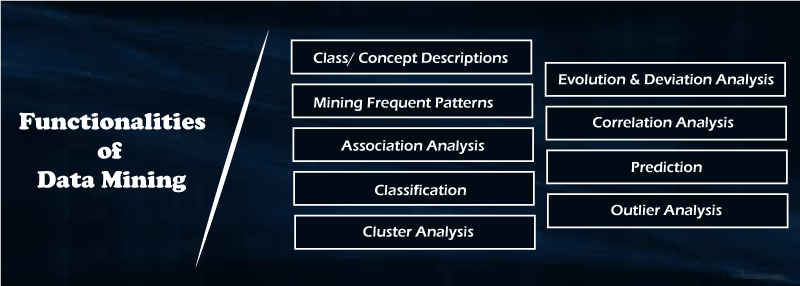 Functionalities
of
Data Mining
Class/ Concept Descriptions
Mining Frequent Patterns
Association Analysis
Classification
Cluster Analysis
Evolution & Deviation Analysis
Correlation Analysis
Prediction
Outlier Analysis